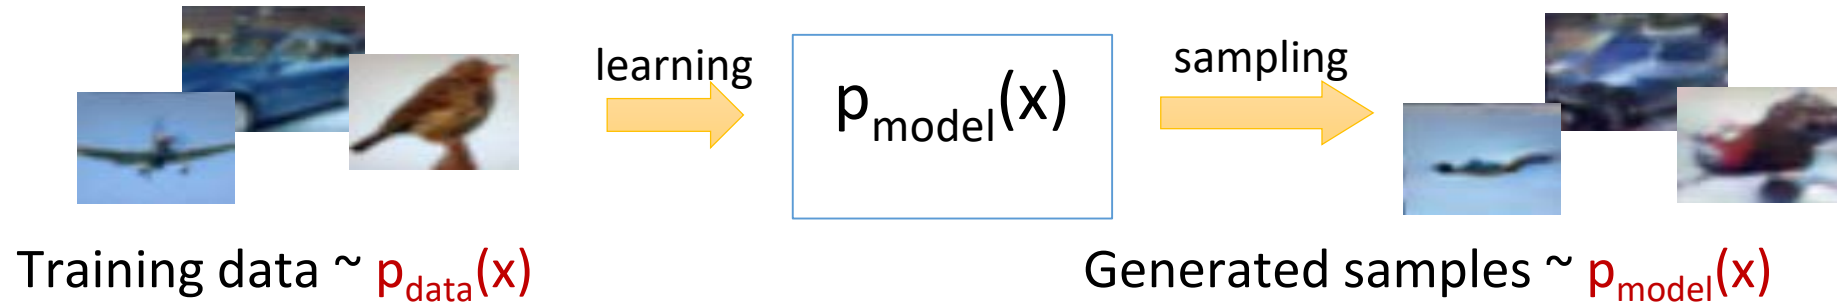 learning
p_model(x)
sampling
Training data ~ p_data(x)
Generated samples ~ p_model(x)